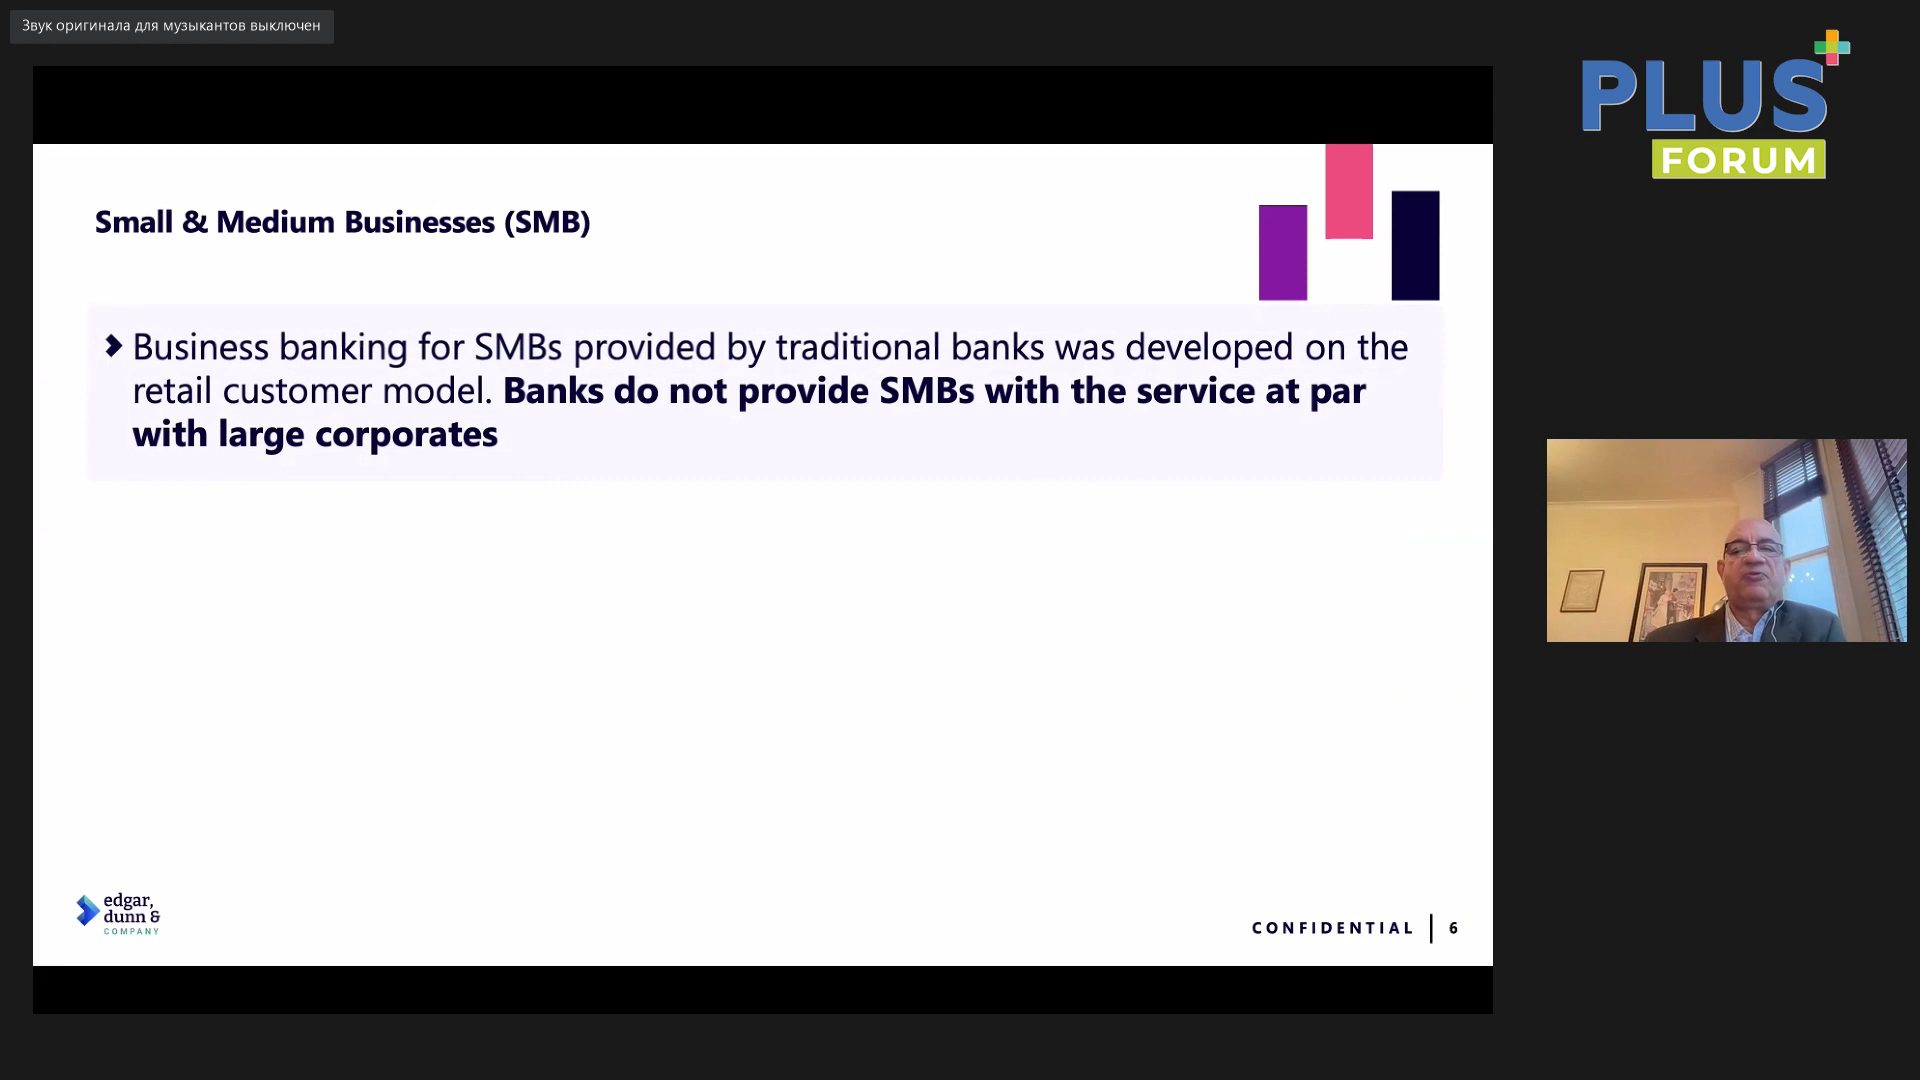 Звук оригинала для музыкантов выключен
PLUS
FORUM
Small & Medium Businesses (SMB)
Business banking for SMBs provided by traditional banks was developed on the
retail customer model. Banks do not provide SMBs with the service at par
with large corporates
edgar,
dunn &
COMPANY
CONFIDENTIAL 6